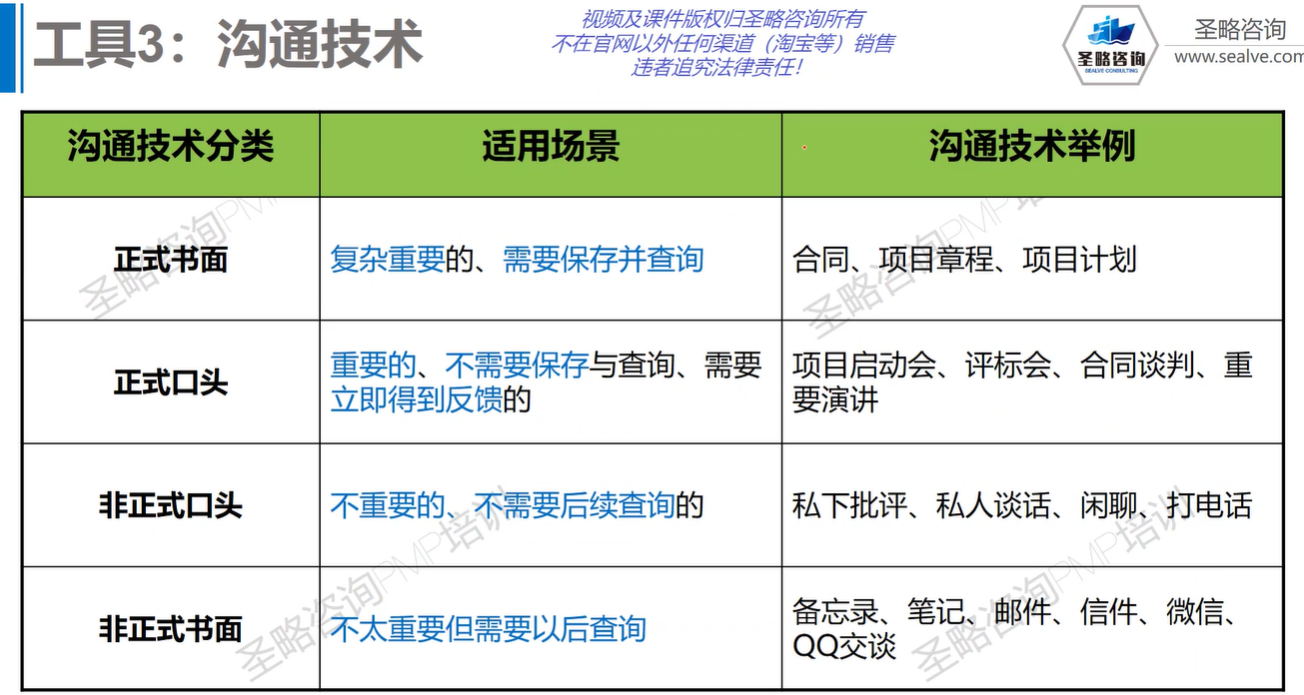 工具3：沟通技术
视频及课件版权归圣略咨询所有
不在官网以外任何渠道（淘宝等）销售
违者追究法律责任！
圣略咨询
SEALVE CONSULTING
圣略咨询
www.sealve.com
沟通技术分类
适用场景
沟通技术举例
正式书面
复杂重要的、需要保存并查询
合同、项目章程、项目计划
正式口头
重要的、不需要保存与查询、需要
立即得到反馈的
项目启动会、评标会、合同谈判、重
要演讲
非正式口头
不重要的、不需要后续查询的
私下批评、私人谈话、闲聊、打电话
非正式书面
不太重要但需要以后查询
备忘录、笔记、邮件、信件、微信、
QQ交谈
圣略咨询PMP
圣略咨询PMP培
圣略咨询PMP培训
圣略咨询PMP培训